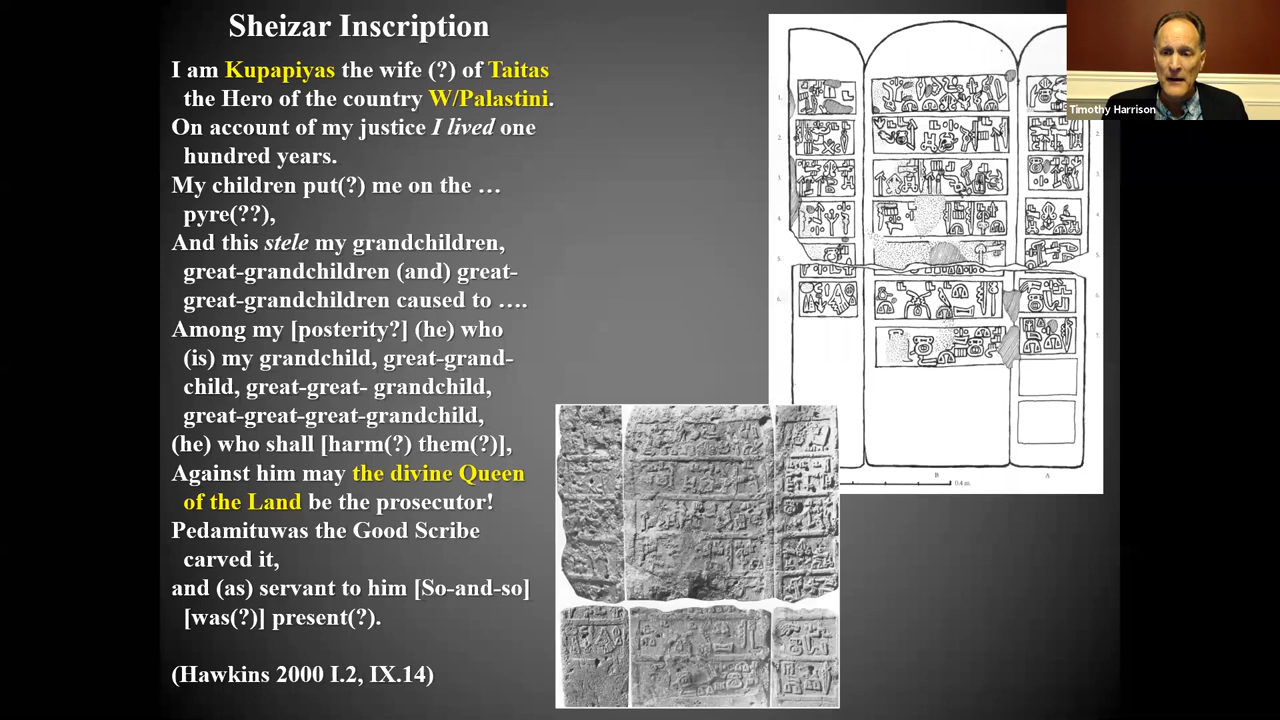 Sheizar Inscription
I am Kupapiyas the wife (?) of Taitas
the Hero of the country W/Palastini.
On account of my justice I lived one
hundred years.
My children put(?) me on the …
pyre(??),
And this stele my grandchildren,
great-grandchildren (and) great-
great-grandchildren caused to ….
Among my [posterity?] (he) who
(is) my grandchild, great-grand-
child, great-great- grandchild,
great-great-great-grandchild,
(he) who shall [harm(?) them(?)],
Against him may the divine Queen
of the Land be the prosecutor!
Pedamituwas the Good Scribe
carved it,
and (as) servant to him [So-and-so]
[was(?)] present(?).
(Hawkins 2000 I.2, IX.14)
Timothy Harrison
B
A
0.4 m.